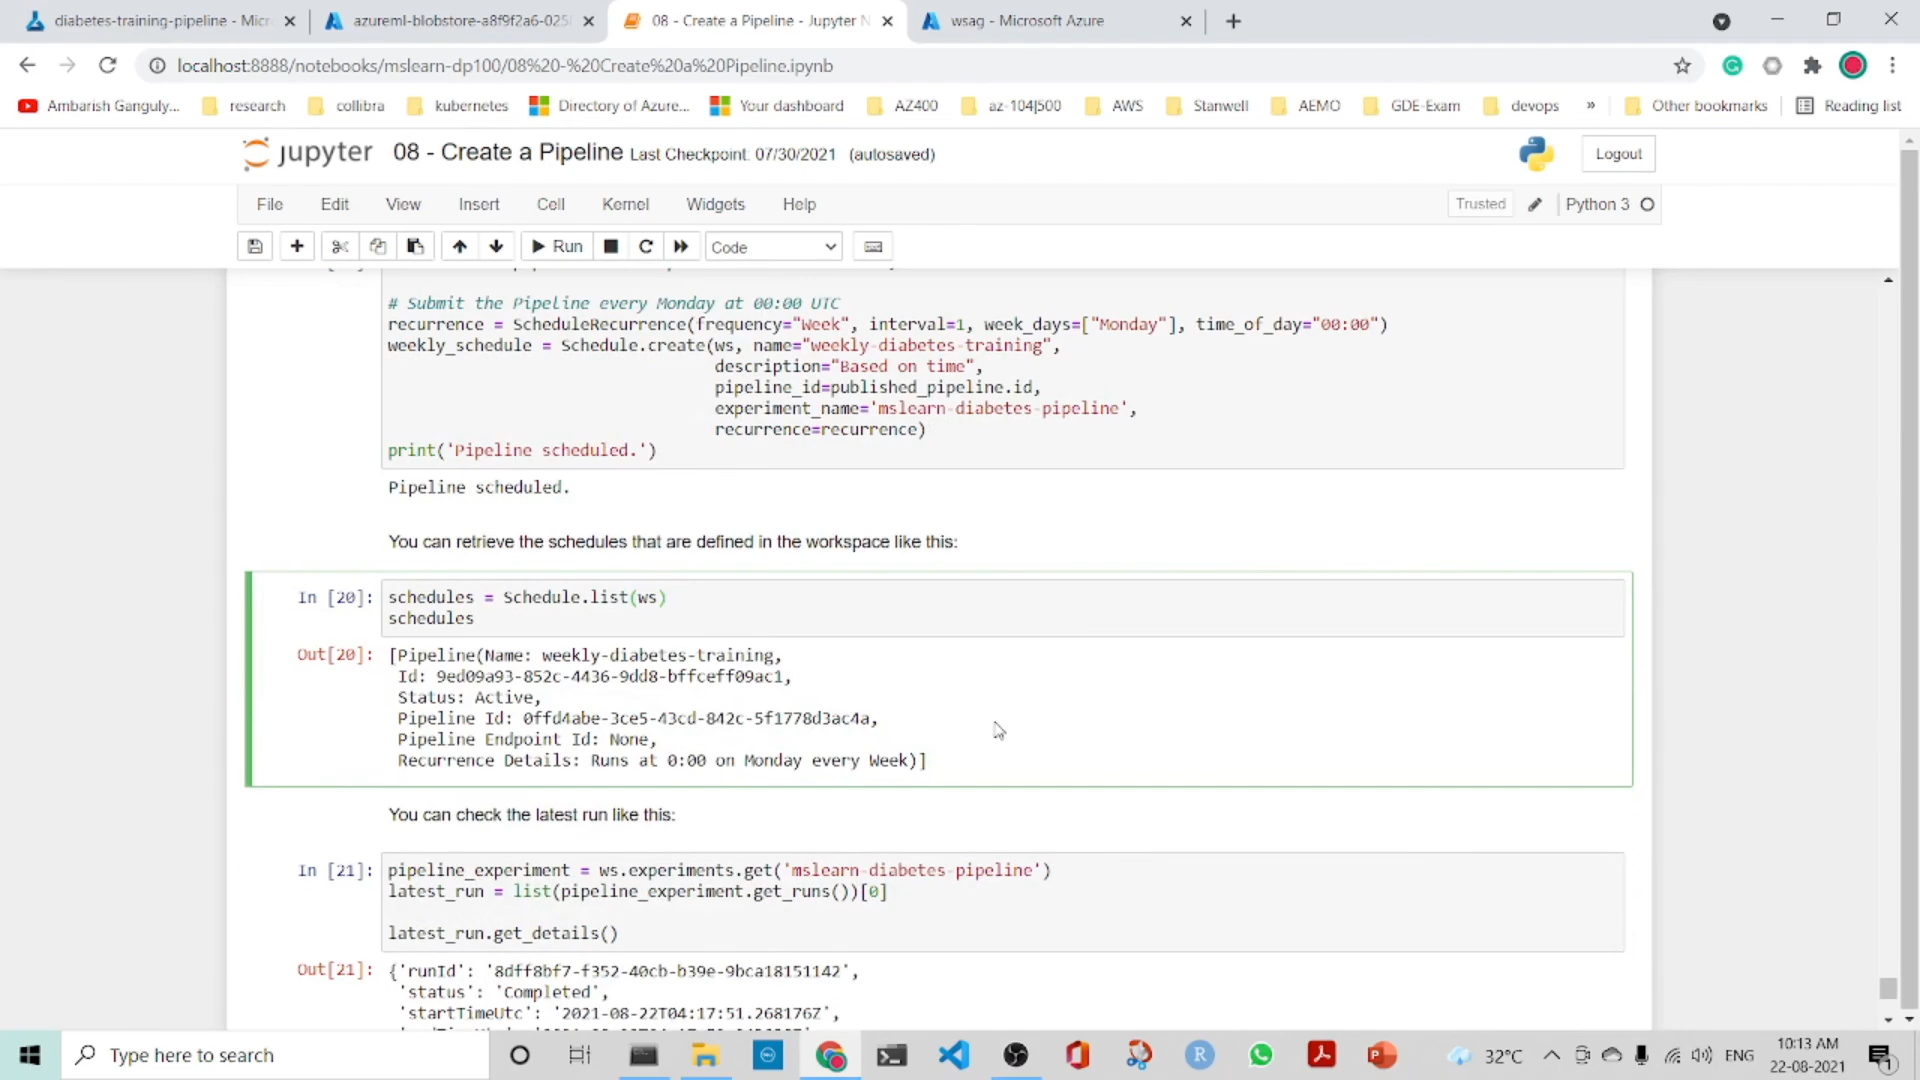 diabetes-training-pipeline - Micr
azureml-blobstore-a8f9f2a6-025
08 - Create a Pipeline - Jupyter N
wsag - Microsoft Azure
localhost:8888/notebooks/mslearn-dp100/08%20-%20Create%20a%20Pipeline.ipynb
Ambarish Ganguly...
research
collibra
kubernetes
Directory of Azure...
Your dashboard
AZ400
az-104|500
AWS
Stanwell
AEMO
GDE-Exam
devops
»
Other bookmarks
Reading list
jupyter
08 - Create a Pipeline Last Checkpoint: 07/30/2021 (autosaved)
Logout
File Edit View Insert Cell Kernel Widgets Help
Trusted
Python 3
Run
Code
# Submit the Pipeline every Monday at 00:00 UTC
recurrence = ScheduleRecurrence(frequency="Week", interval=1, week_days=["Monday"], time_of_day="00:00")
weekly_schedule = Schedule.create(ws, name="weekly-diabetes-training",
description="Based on time",
pipeline_id=published_pipeline.id,
experiment_name='mslearn-diabetes-pipeline',
recurrence=recurrence)
print('Pipeline scheduled.')
Pipeline scheduled.
You can retrieve the schedules that are defined in the workspace like this:
In [20]: schedules = Schedule.list(ws)
schedules
Out[20]: [Pipeline(Name: weekly-diabetes-training,
Id: 9ed09a93-852c-4436-9dd8-bffceff09ac1,
Status: Active,
Pipeline Id: 0ffd4abe-3ce5-43cd-842c-5f1778d3ac4a,
Pipeline Endpoint Id: None,
Recurrence Details: Runs at 0:00 on Monday every Week)]
You can check the latest run like this:
In [21]: pipeline_experiment = ws.experiments.get('mslearn-diabetes-pipeline')
latest_run = list(pipeline_experiment.get_runs())[0]
latest_run.get_details()
Out[21]: {'runId': '8dff8bf7-f352-40cb-b39e-9bca18151142',
'status': 'Completed',
'startTimeUtc': '2021-08-22T04:17:51.268176Z',
Type here to search
32°C
ENG
10:13 AM
22-08-2021
1